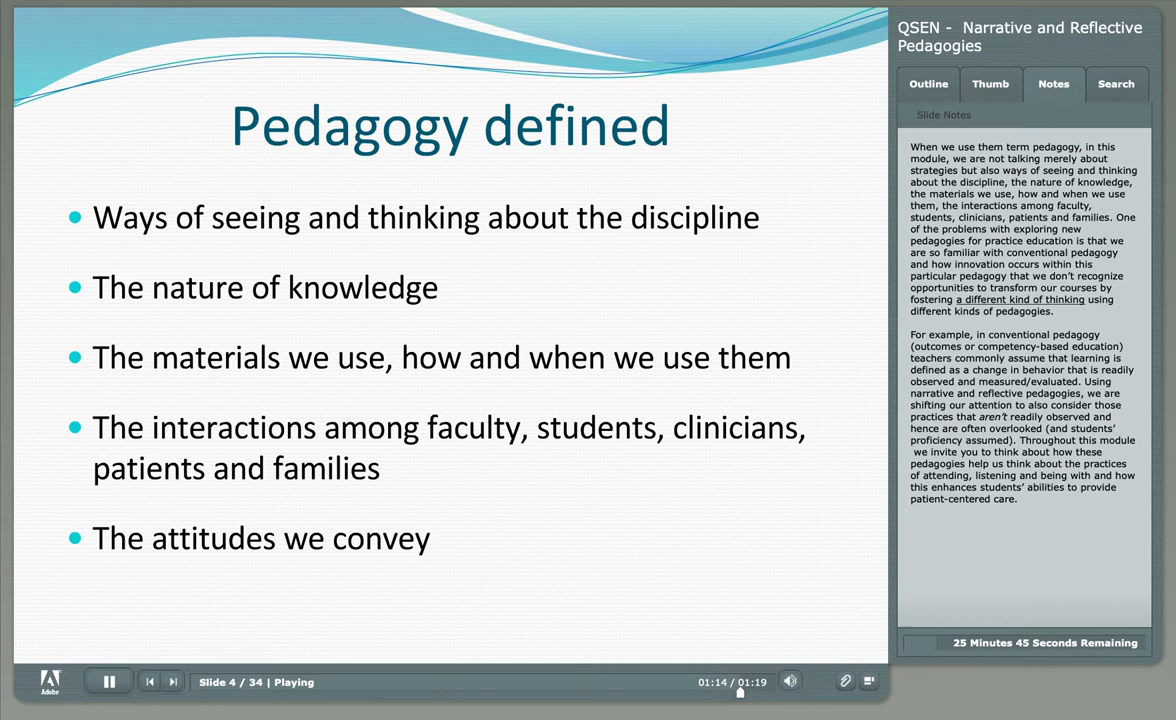 Pedagogy defined
• Ways of seeing and thinking about the discipline
• The nature of knowledge
• The materials we use, how and when we use them
• The interactions among faculty, students, clinicians,
patients and families
• The attitudes we convey
QSEN - Narrative and Reflective
Pedagogies
Outline Thumb Notes Search
Slide Notes
When we use them term pedagogy, in this
module, we are not talking merely about
strategies but also ways of seeing and thinking
about the discipline, the nature of knowledge,
the materials we use, how and when we use
them, the interactions among faculty,
students, clinicians, patients and families. One
of the problems with exploring new
pedagogies for practice education is that we
are so familiar with conventional pedagogy
and how innovation occurs within this
particular pedagogy that we don't recognize
opportunities to transform our courses by
fostering a different kind of thinking using
different kinds of pedagogies.
For example, in conventional pedagogy
(outcomes or competency-based education)
teachers commonly assume that learning is
defined as a change in behavior that is readily
observed and measured/evaluated. Using
narrative and reflective pedagogies, we are
shifting our attention to also consider those
practices that aren't readily observed and
hence are often overlooked (and students'
proficiency assumed). Throughout this module
we invite you to think about how these
pedagogies help us think about the practices
of attending, listening and being with and how
this enhances students' abilities to provide
patient-centered care.
25 Minutes 45 Seconds Remaining
Adobe
Slide 4 / 34 | Playing
01:14 / 01:19